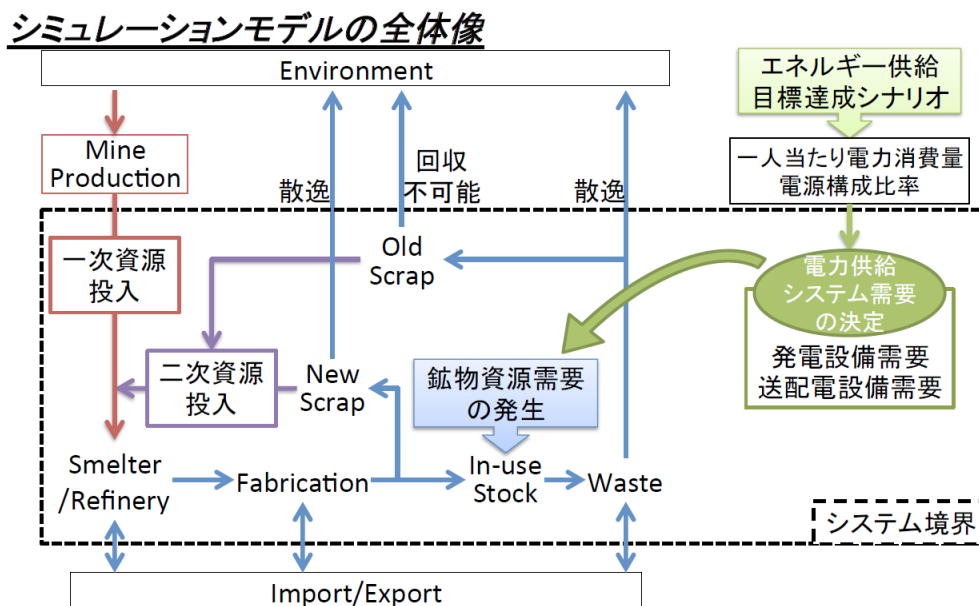 シミュレーションモデルの全体像
Environment
エネルギー供給
目標達成シナリオ
Mine
Production
散逸
回収
不可能
散逸
一人当たり電力消費量
電源構成比率
一次資源
投入
Old
Scrap
電力供給
システム需要
の決定
発電設備需要
送配電設備需要
二次資源
投入
New
Scrap
鉱物資源需要
の発生
Smelter
/Refinery
Fabrication
In-use
Stock
Waste
システム境界
Import/Export